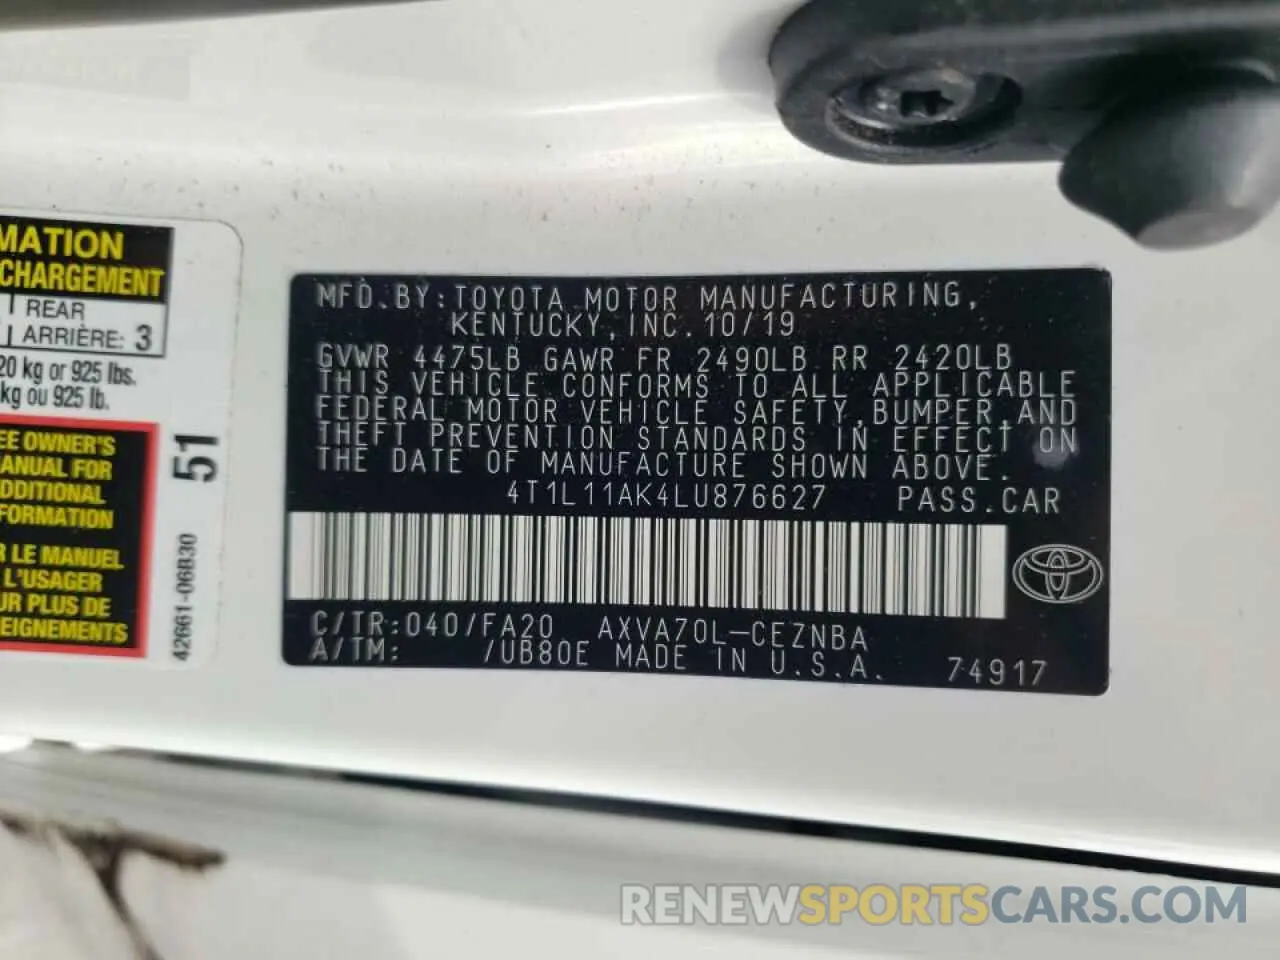 MATION
CHARGEMENT
REAR
ARRIÈRE: 3
20 kg or 925 lbs.
kg ou 925 lb.
EE OWNER'S
ANUAL FOR
DDITIONAL
FORMATION
R LE MANUEL
L'USAGER
UR PLUS DE
EIGNEMENTS
51
42661-06B30
MFD.BY:TOYOTA MOTOR MANUFACTURING,
KENTUCKY,INC.10/19
GVWR 4475LB GAWR FR 2490LB RR 2420LB
THIS VEHICLE CONFORMS TO ALL APPLICABLE
FEDERAL MOTOR VEHICLE SAFETY,BUMPER,AND
THEFT PREVENTION STANDARDS IN EFFECT ON
THE DATE OF MANUFACTURE SHOWN ABOVE.
4T1L11AK4LU876627 PASS.CAR
C/TR:040/FA20 AXVA70L-CEZNBA
A/TM: /UB80E MADE IN U.S.A. 74917
RENEWSPORTSCARS.COM